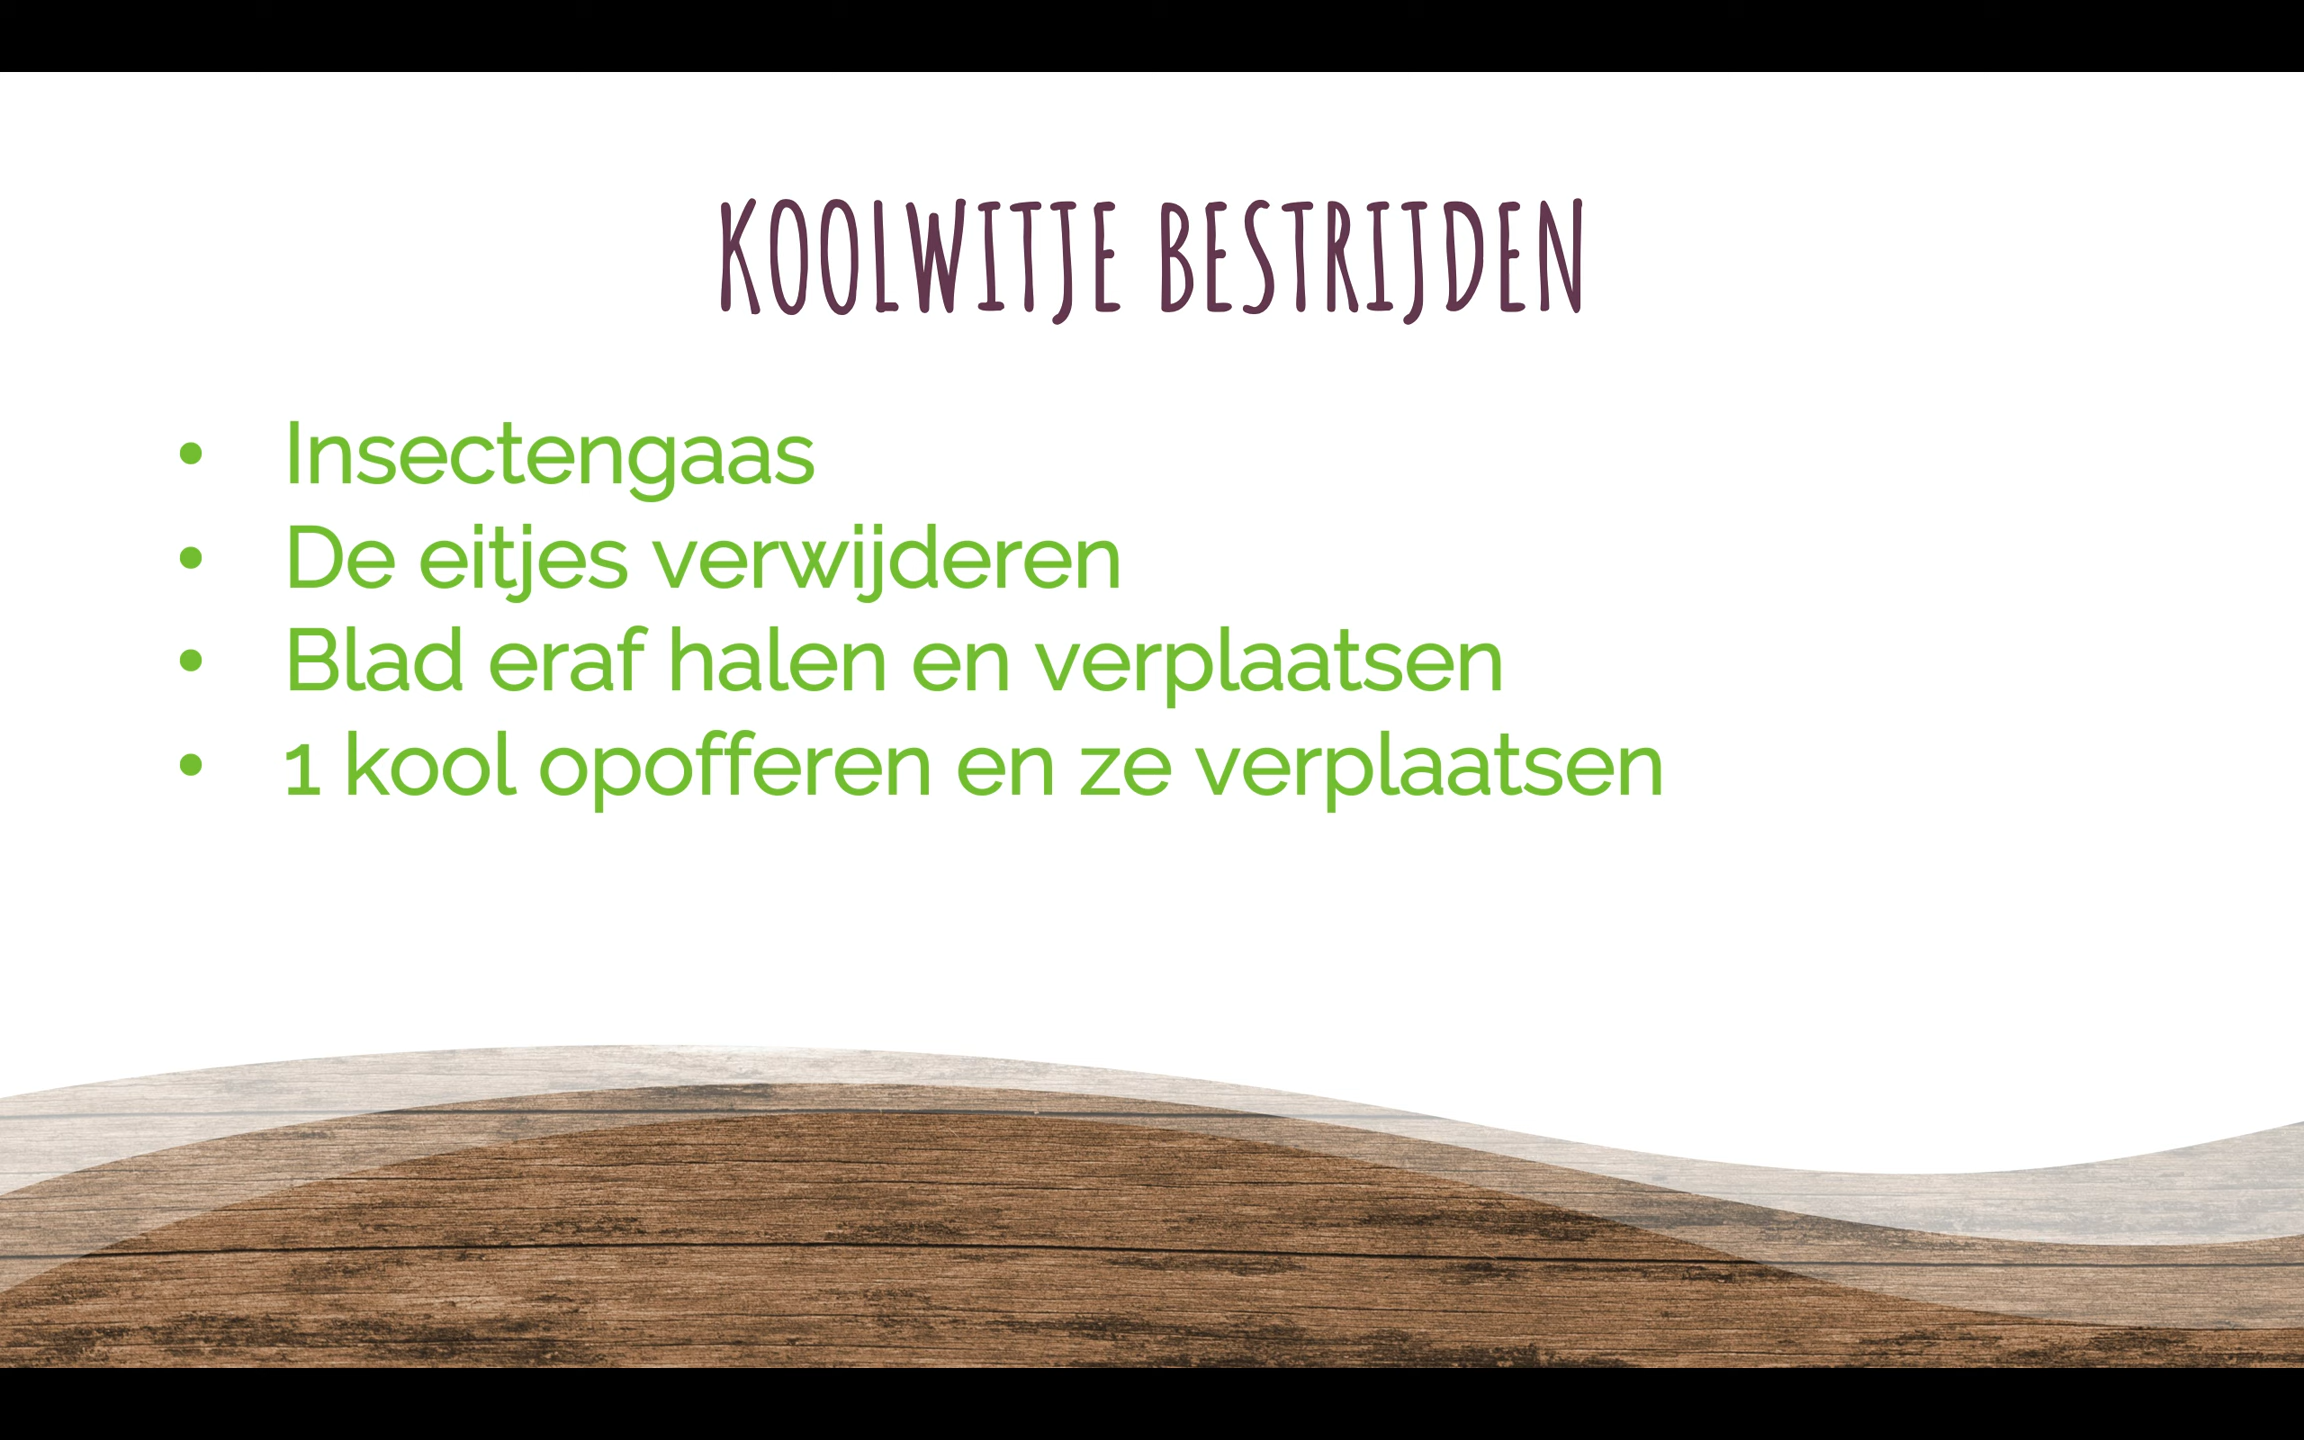 KOOLWITJE BESTRIJDEN
• Insectengaas
• De eitjes verwijderen
• Blad eraf halen en verplaatsen
• 1 kool opofferen en ze verplaatsen